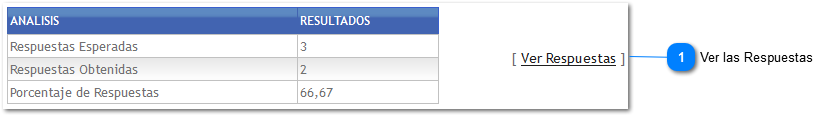 ANALISIS RESULTADOS
Respuestas Esperadas 3
Respuestas Obtenidas 2
Porcentaje de Respuestas 66,67
[ Ver Respuestas ]
1 Ver las Respuestas